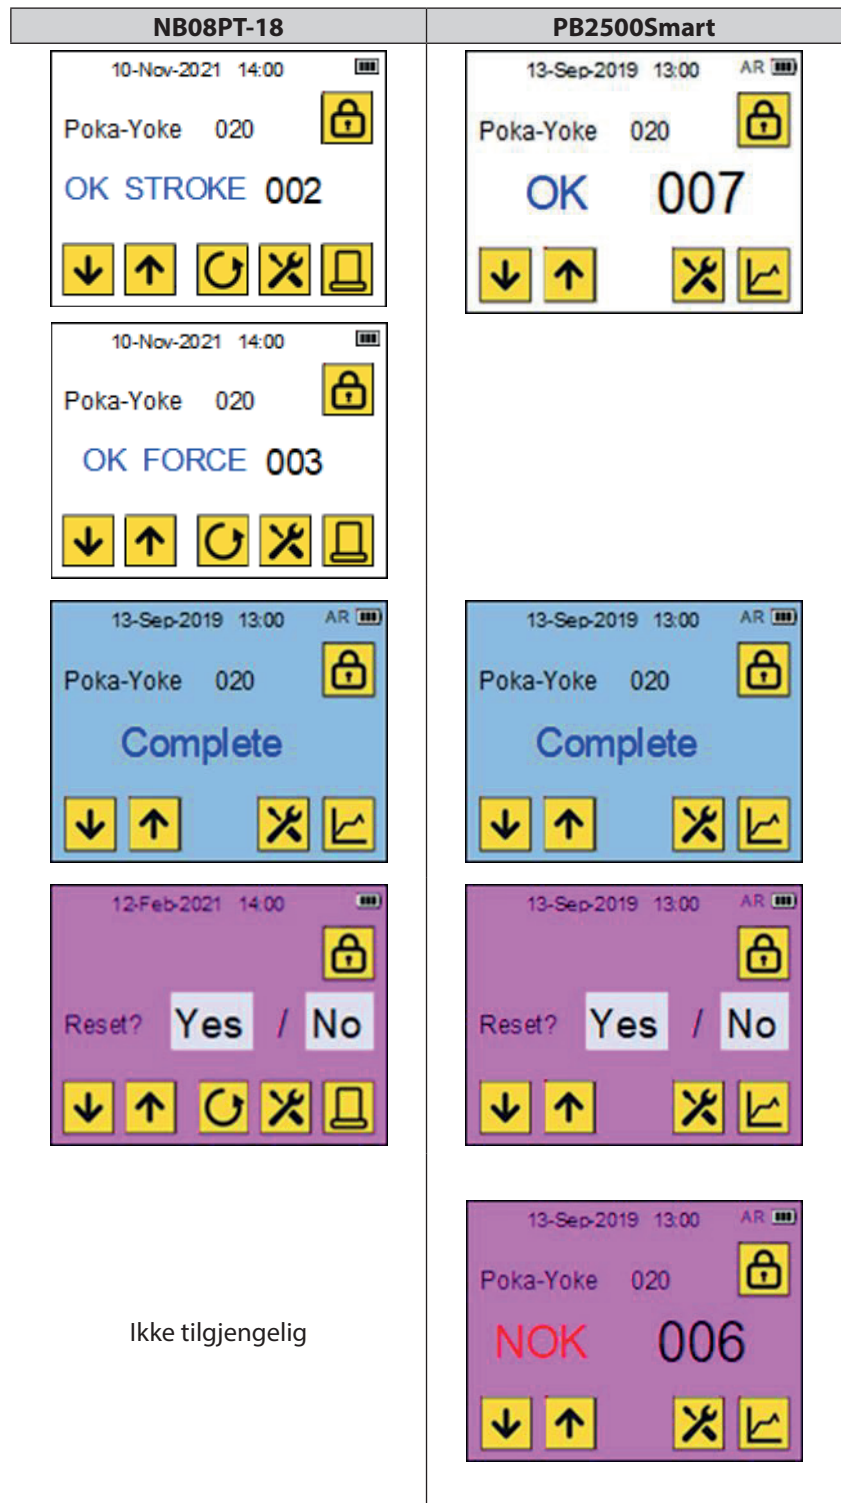 NB08PT-18
PB2500Smart
10-Nov-2021 14:00
Poka-Yoke 020
OK STROKE 002
13-Sep-2019 13:00 AR
Poka-Yoke 020
OK 007
10-Nov-2021 14:00
Poka-Yoke 020
OK FORCE 003
13-Sep-2019 13:00 AR
Poka-Yoke 020
Complete
13-Sep-2019 13:00 AR
Poka-Yoke 020
Complete
12-Feb-2021 14:00
Reset? Yes / No
13-Sep-2019 13:00 AR
Reset? Yes / No
Ikke tilgjengelig
13-Sep-2019 13:00 AR
Poka-Yoke 020
NOK 006